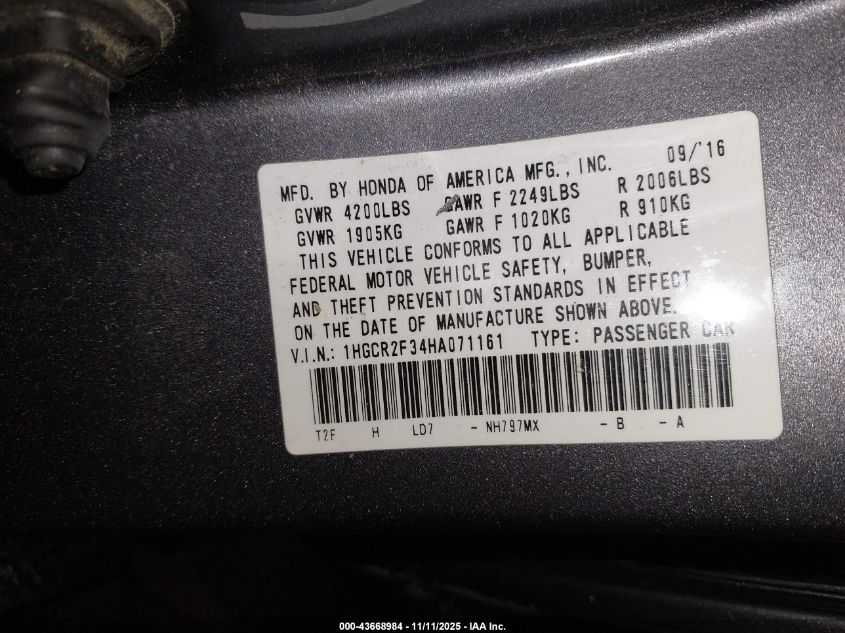 MFD. BY HONDA OF AMERICA MFG., INC. 09/'16
GVWR 4200LBS GAWR F 2249LBS R 2006LBS
GVWR 1905KG GAWR F 1020KG R 910KG
THIS VEHICLE CONFORMS TO ALL APPLICABLE
FEDERAL MOTOR VEHICLE SAFETY, BUMPER,
AND THEFT PREVENTION STANDARDS IN EFFECT
ON THE DATE OF MANUFACTURE SHOWN ABOVE.
V.I.N.: 1HGCR2F34HA071161 TYPE: PASSENGER CAR
T2F H LD7 - NH797MX - B - A
000-43668984 - 11/11/2025 - IAA Inc.